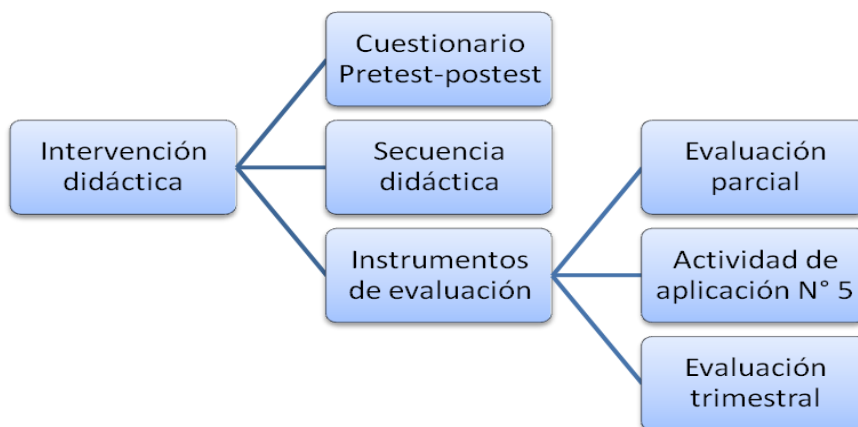 Intervención
didáctica
Cuestionario
Pretest-postest
Secuencia
didáctica
Instrumentos
de evaluación
Evaluación
parcial
Actividad de
aplicación N° 5
Evaluación
trimestral